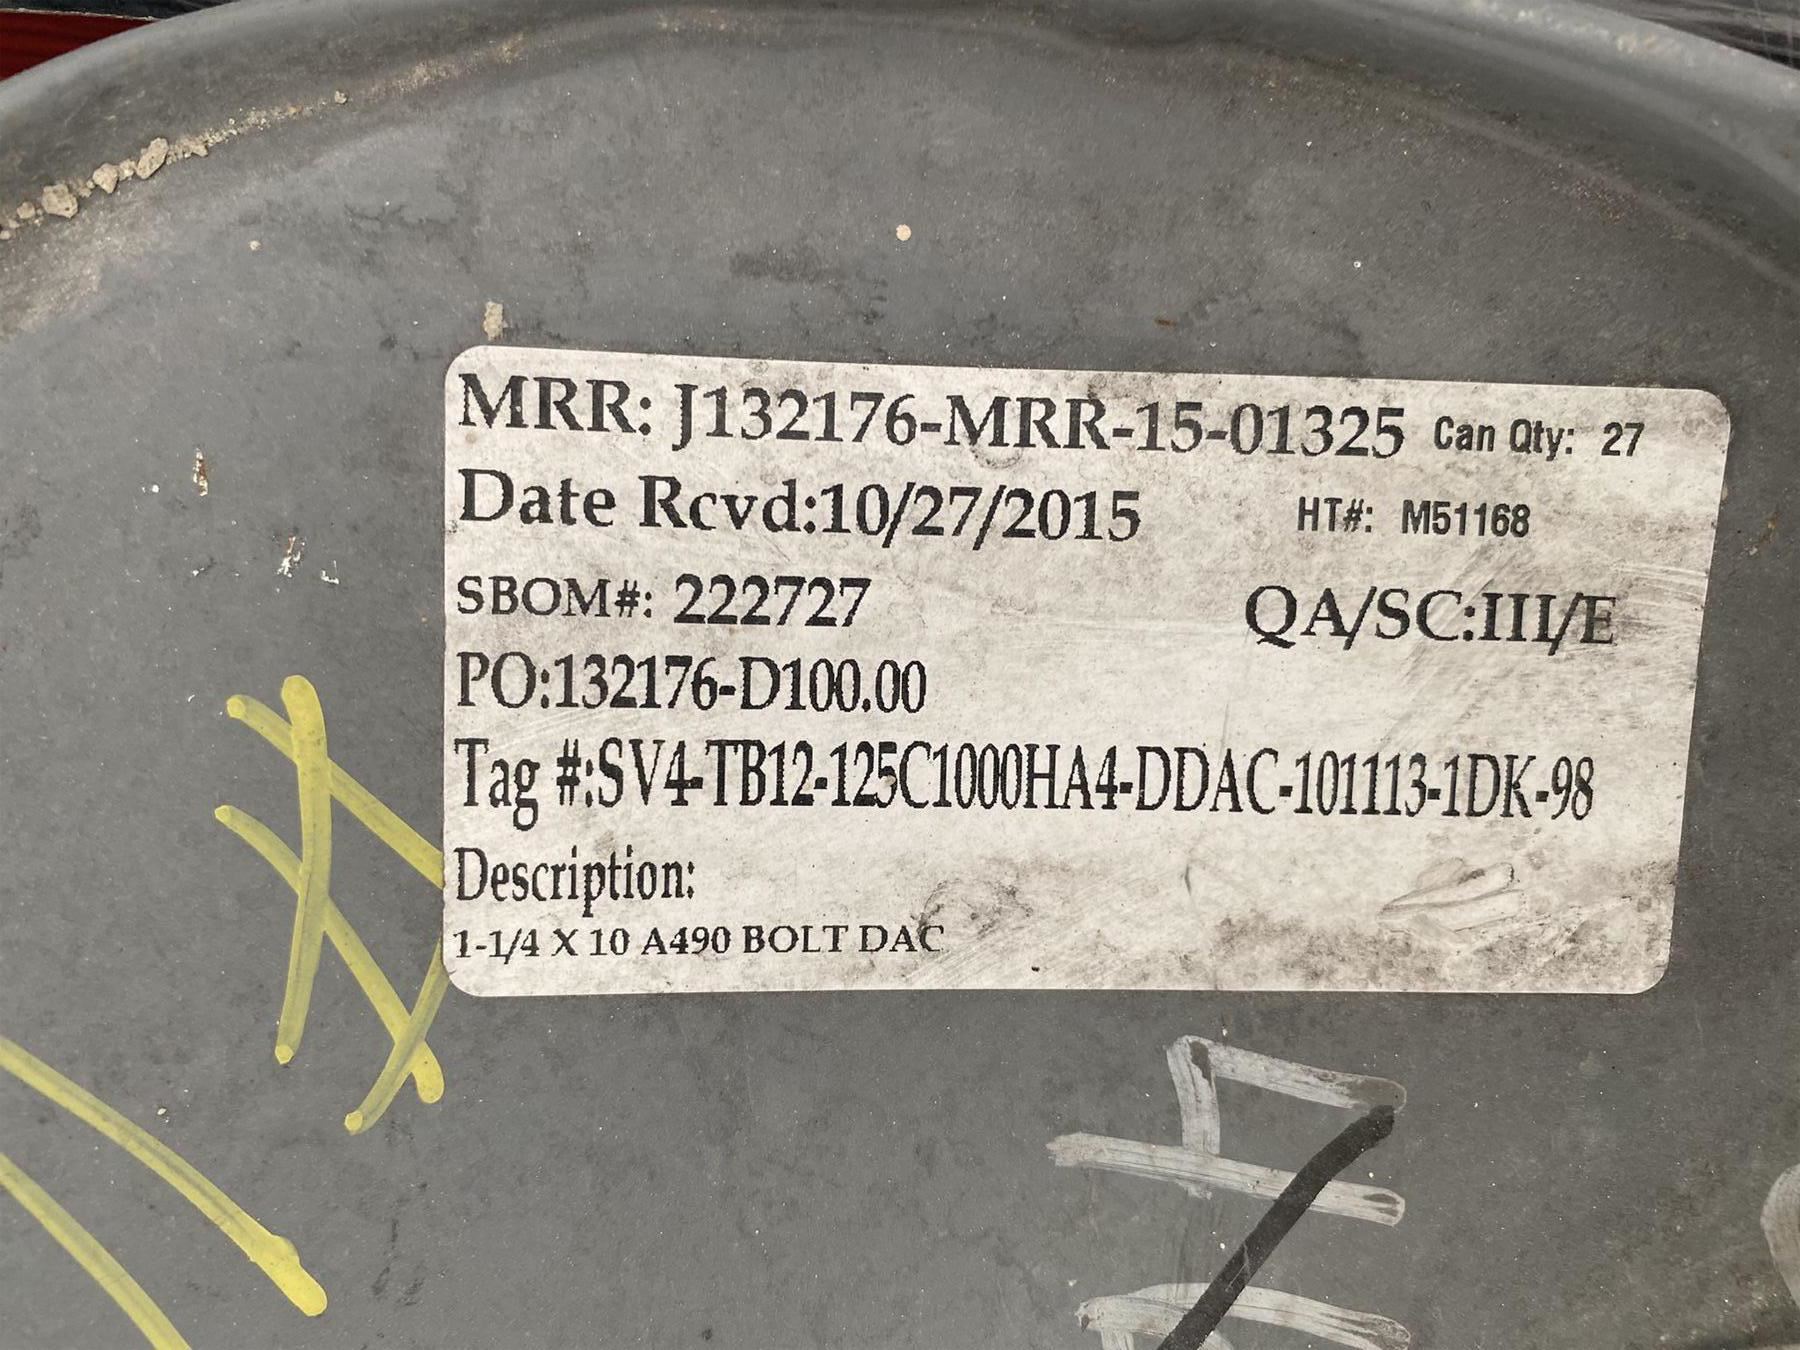 MRR: J132176-MRR-15-01325 Can Qty: 27
Date Rcvd:10/27/2015 HT#: M51168
SBOM#: 222727 QA/SC:III/E
PO:132176-D100.00
Tag #:SV4-TB12-125C1000HA4-DDAC-101113-1DK-98
Description:
1-1/4 X 10 A490 BOLT DAC